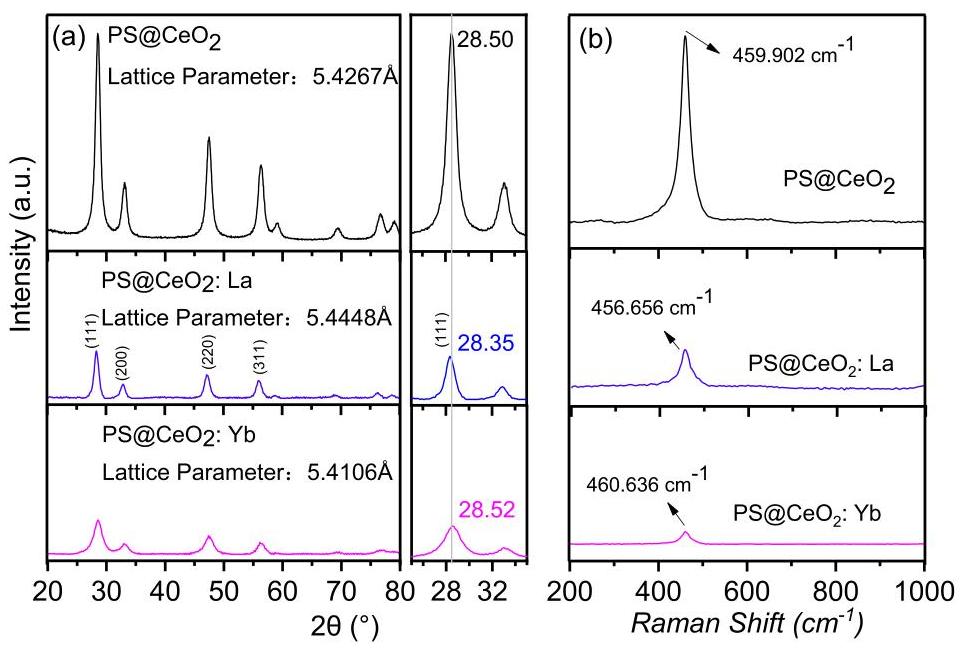 (a) PS@CeO2
Lattice Parameter：5.4267Å
28.50
(b)
459.902 cm-1
PS@CeO2
Intensity (a.u.)
PS@CeO2: La
Lattice Parameter：5.4448Å
(111)
(200)
(220)
(311)
(111)
28.35
456.656 cm-1
PS@CeO2: La
PS@CeO2: Yb
Lattice Parameter：5.4106Å
28.52
460.636 cm-1
PS@CeO2: Yb
20 30 40 50 60 70 80
28 32
200 400 600 800 1000
2θ (°)
Raman Shift (cm-1)